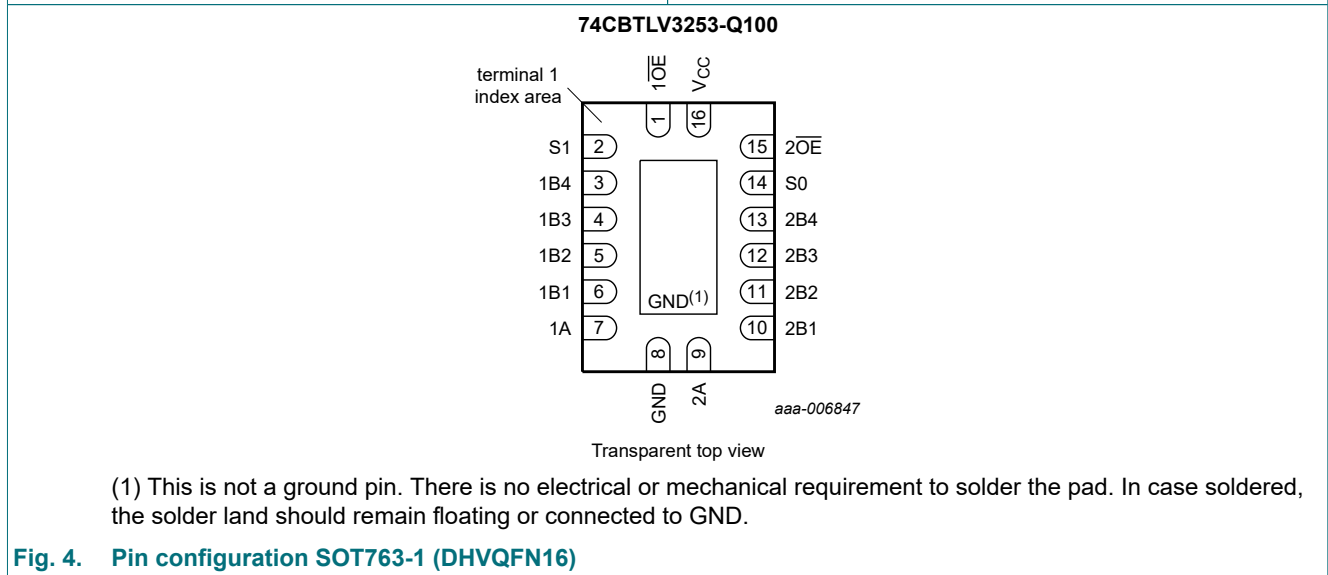 74CBTLV3253-Q100
terminal 1
index area
1O̅E̅
VCC
1
16
S1 2
15 2O̅E̅
1B4 3
14 S0
1B3 4
13 2B4
1B2 5
12 2B3
1B1 6
11 2B2
GND(1)
1A 7
10 2B1
8
9
GND
2A
aaa-006847
Transparent top view
(1) This is not a ground pin. There is no electrical or mechanical requirement to solder the pad. In case soldered,
the solder land should remain floating or connected to GND.
Fig. 4. Pin configuration SOT763-1 (DHVQFN16)